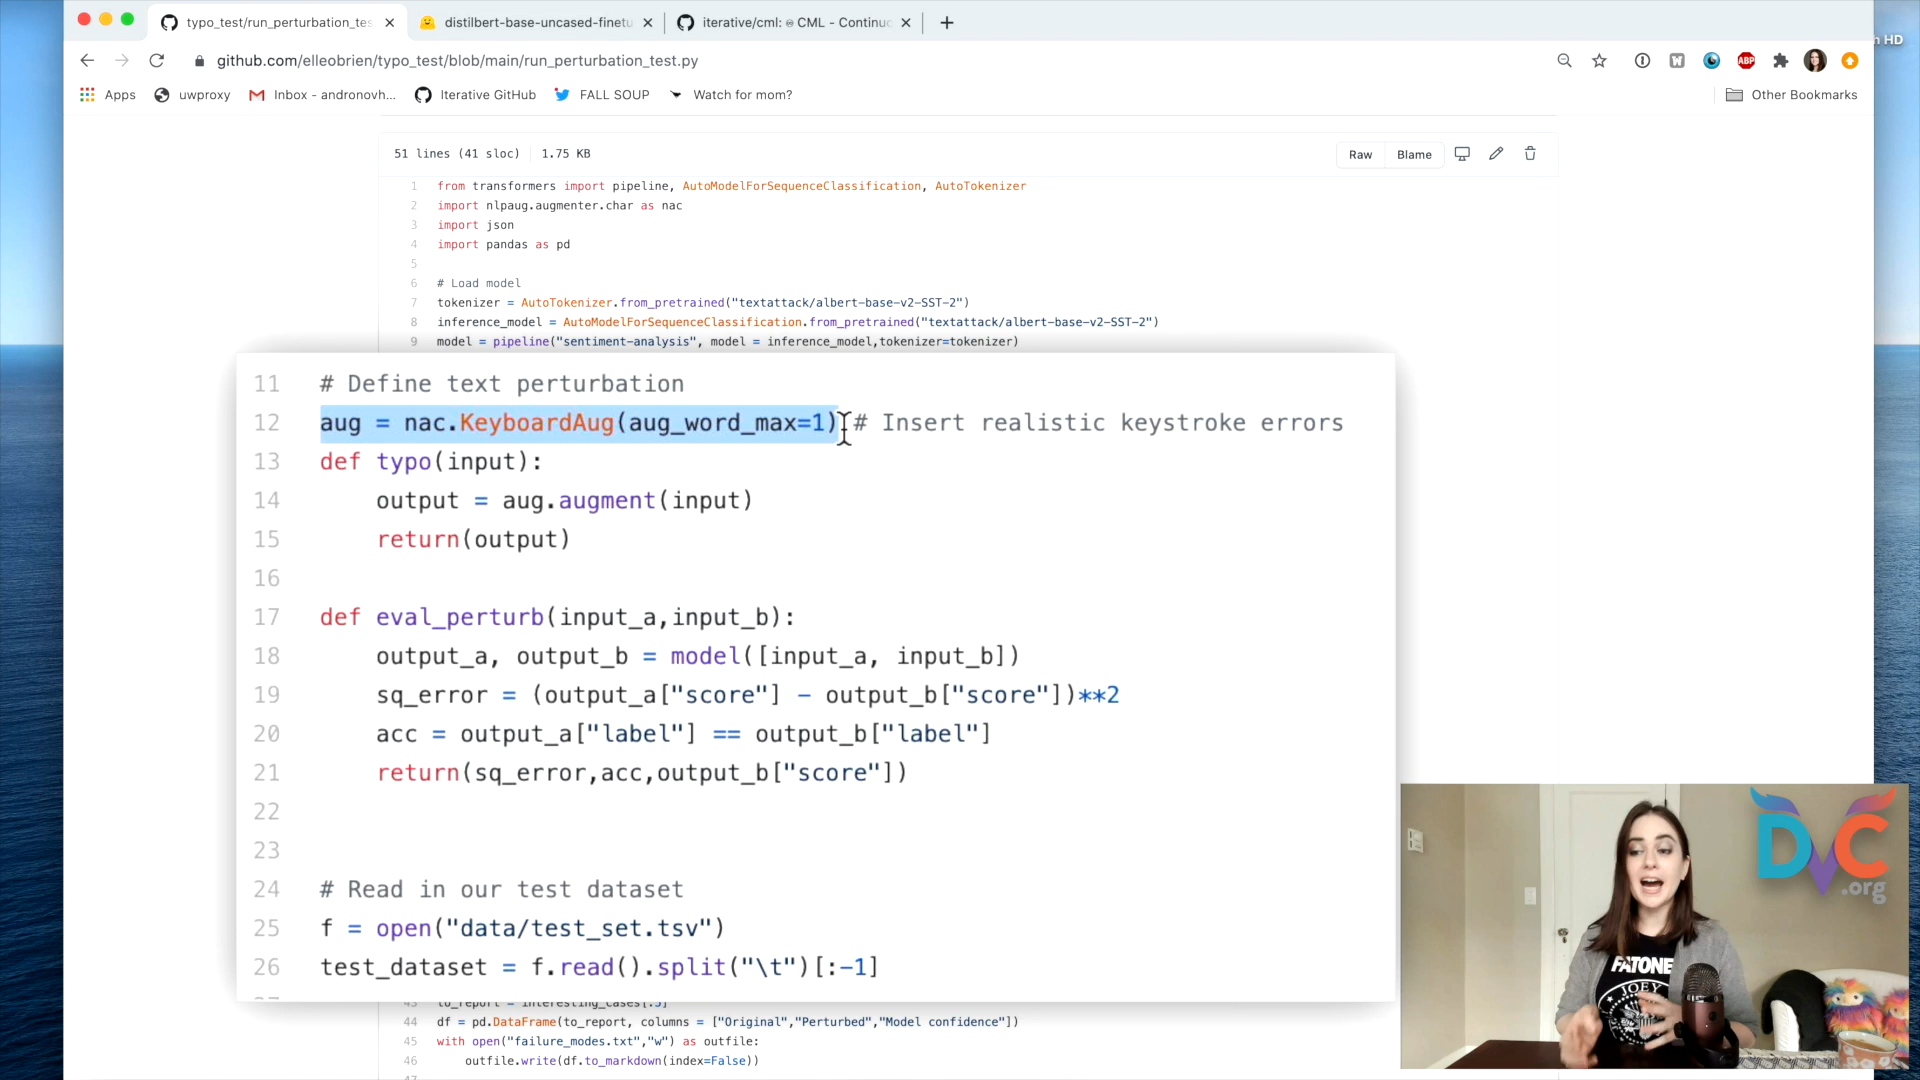 typo_test/run_perturbation_tes
distilbert-base-uncased-finetu
iterative/cml: ♾ CML - Continuo
h HD
github.com/elleobrien/typo_test/blob/main/run_perturbation_test.py
ABP
Apps
uwproxy
Inbox - andronovh...
Iterative GitHub
FALL SOUP
Watch for mom?
Other Bookmarks
51 lines (41 sloc) 1.75 KB
Raw Blame
1 from transformers import pipeline, AutoModelForSequenceClassification, AutoTokenizer
2 import nlpaug.augmenter.char as nac
3 import json
4 import pandas as pd
5
6 # Load model
7 tokenizer = AutoTokenizer.from_pretrained("textattack/albert-base-v2-SST-2")
8 inference_model = AutoModelForSequenceClassification.from_pretrained("textattack/albert-base-v2-SST-2")
9 model = pipeline("sentiment-analysis", model = inference_model,tokenizer=tokenizer)
11 # Define text perturbation
12 aug = nac.KeyboardAug(aug_word_max=1) # Insert realistic keystroke errors
13 def typo(input):
14 output = aug.augment(input)
15 return(output)
16
17 def eval_perturb(input_a,input_b):
18 output_a, output_b = model([input_a, input_b])
19 sq_error = (output_a["score"] - output_b["score"])**2
20 acc = output_a["label"] == output_b["label"]
21 return(sq_error,acc,output_b["score"])
22
23
24 # Read in our test dataset
25 f = open("data/test_set.tsv")
26 test_dataset = f.read().split("\t")[:-1]
43 to_report = interesting_cases[:5]
44 df = pd.DataFrame(to_report, columns = ["Original","Perturbed","Model confidence"])
45 with open("failure_modes.txt","w") as outfile:
46 outfile.write(df.to_markdown(index=False))
47
DVC
.org
FATONE
JOEY